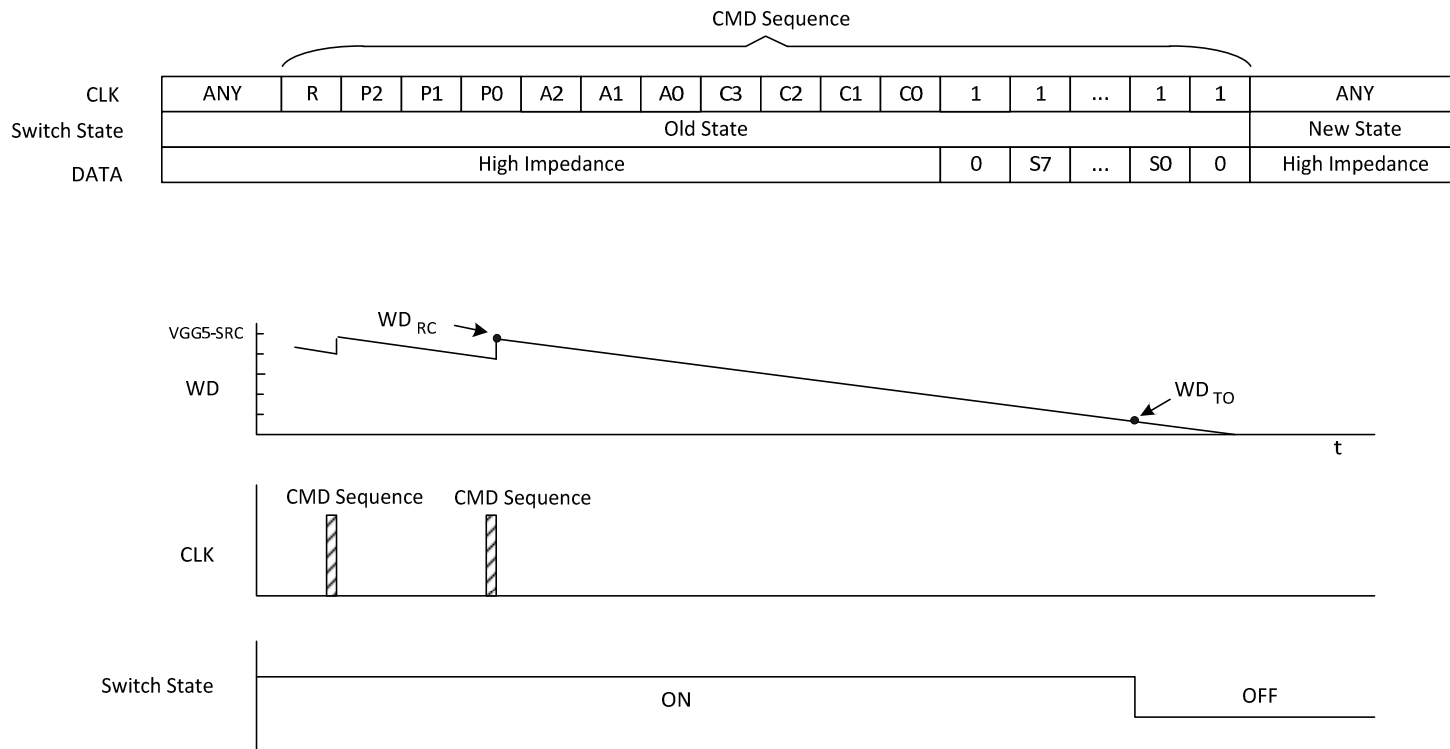 CMD Sequence
CLK ANY R P2 P1 P0 A2 A1 A0 C3 C2 C1 C0 1 1 ... 1 1 ANY
Switch State Old State New State
DATA High Impedance 0 S7 ... S0 0 High Impedance
VGG5-SRC
WD RC
WD
WD TO
t
CMD Sequence CMD Sequence
CLK
Switch State
ON
OFF